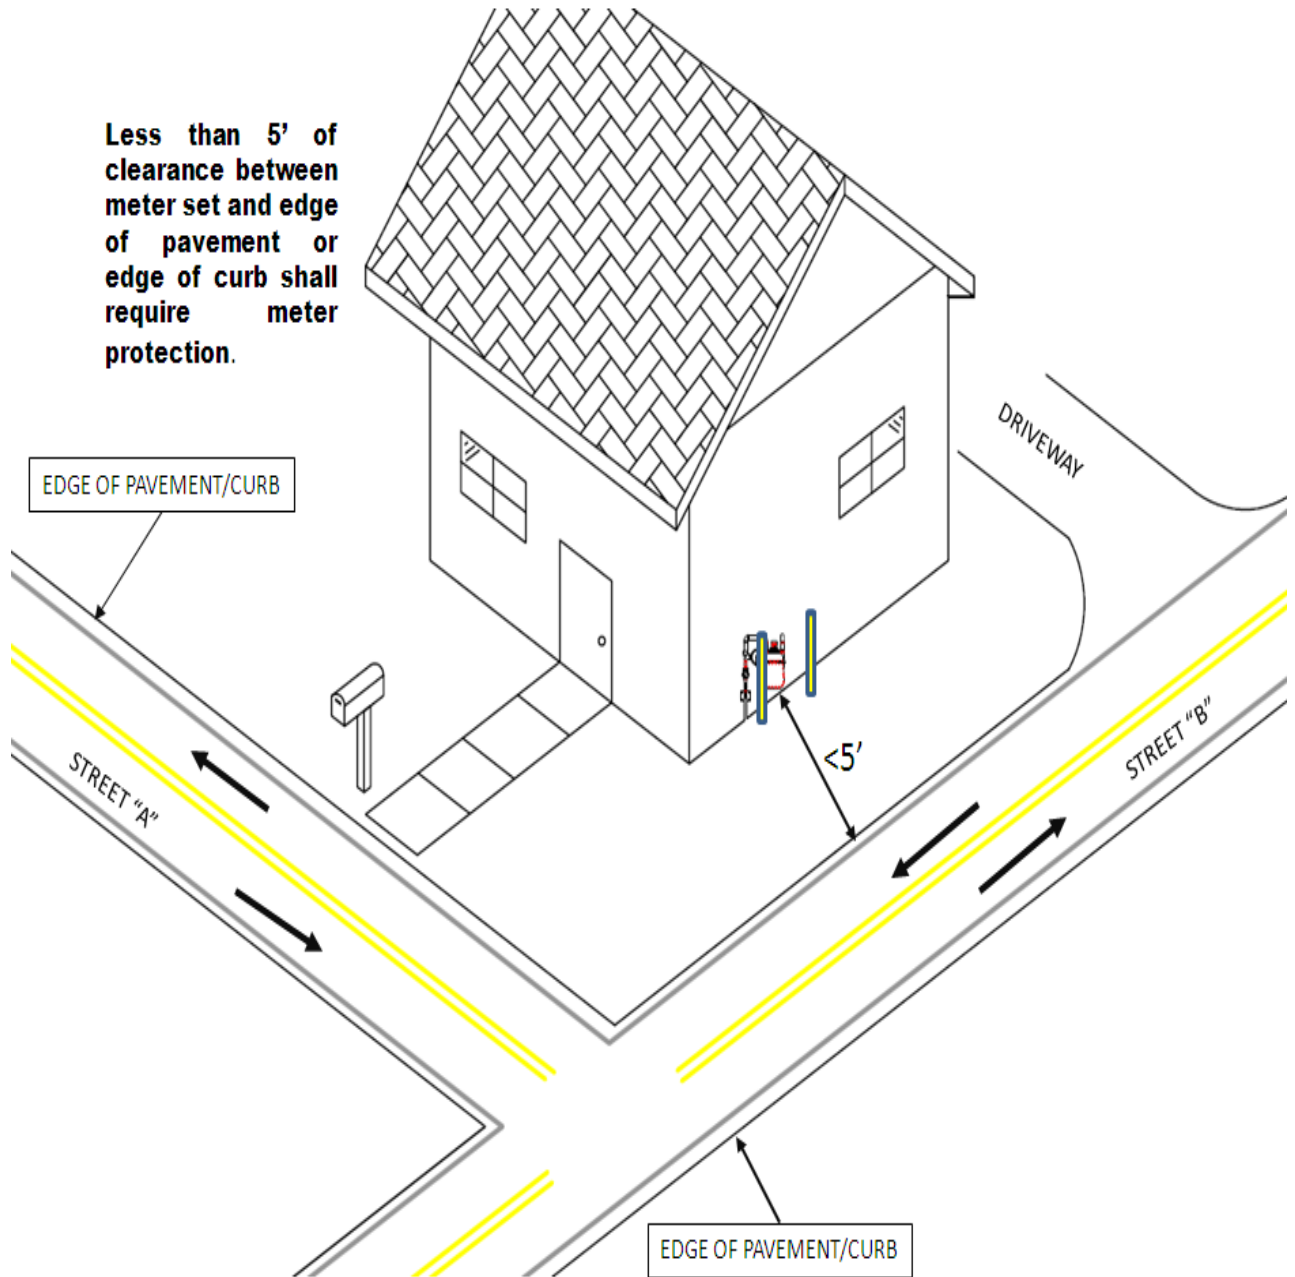 Less than 5’ of
clearance between
meter set and edge
of pavement or
edge of curb shall
require meter
protection.
DRIVEWAY
EDGE OF PAVEMENT/CURB
STREET “B”
<5’
STREET “A”
EDGE OF PAVEMENT/CURB